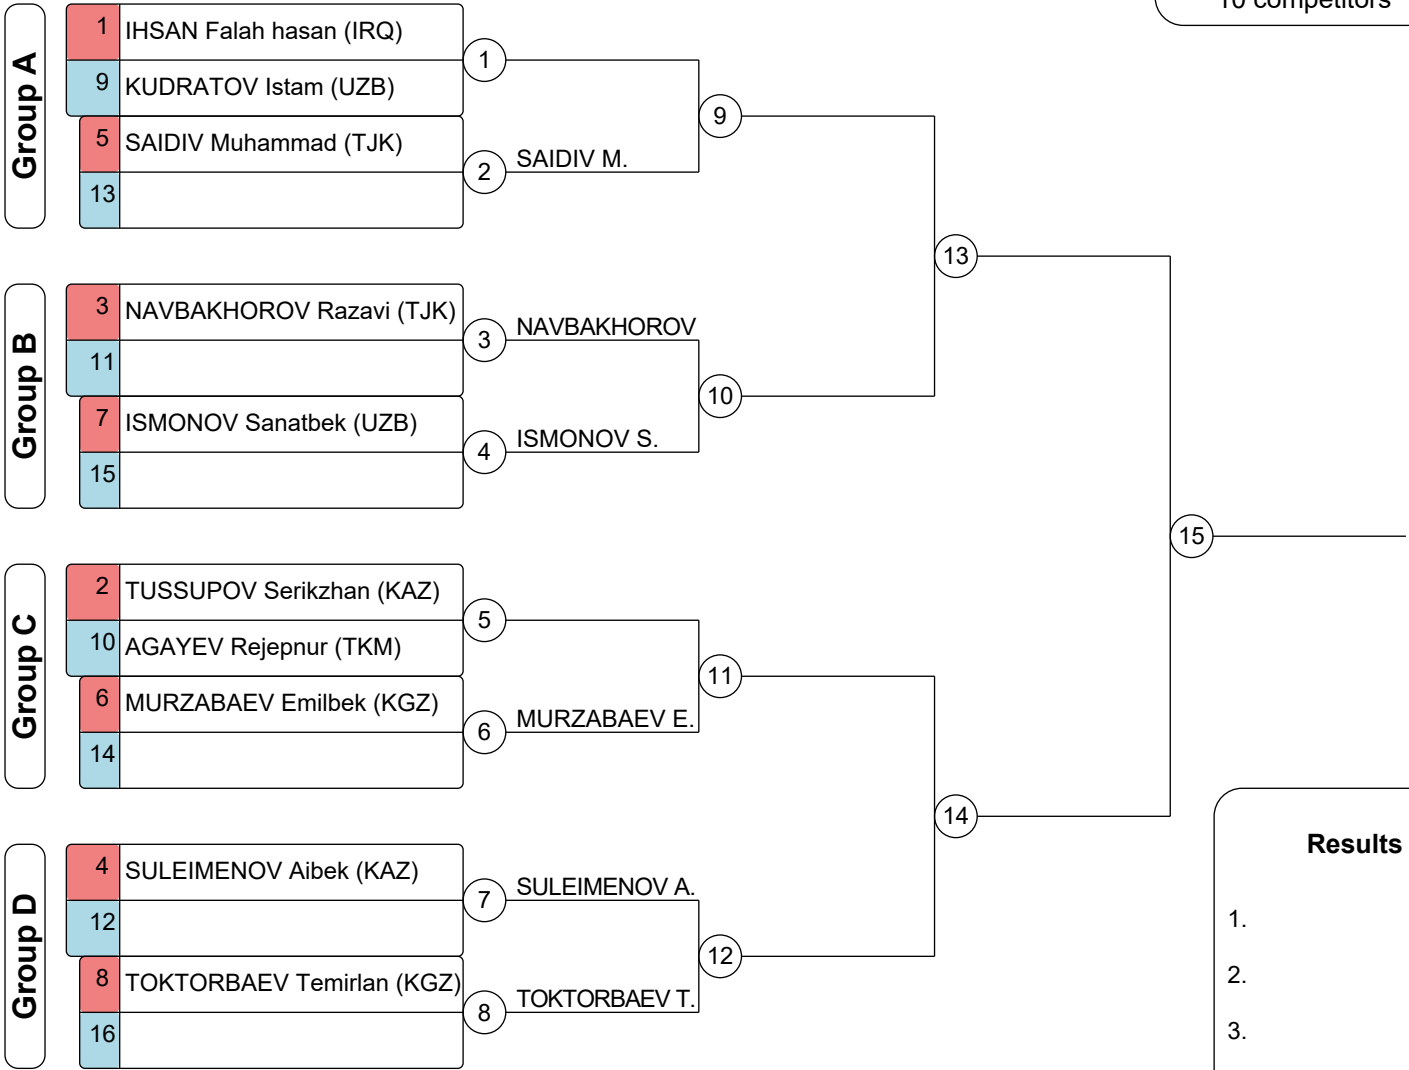 10 competitors
Group A
1 IHSAN Falah hasan (IRQ)
9 KUDRATOV Istam (UZB)
5 SAIDIV Muhammad (TJK)
13
1
2
SAIDIV M.
9
Group B
3 NAVBAKHOROV Razavi (TJK)
11
7 ISMONOV Sanatbek (UZB)
15
3
NAVBAKHOROV
4
ISMONOV S.
10
13
Group C
2 TUSSUPOV Serikzhan (KAZ)
10 AGAYEV Rejepnur (TKM)
6 MURZABAEV Emilbek (KGZ)
14
5
6
MURZABAEV E.
11
Group D
4 SULEIMENOV Aibek (KAZ)
12
8 TOKTORBAEV Temirlan (KGZ)
16
7
SULEIMENOV A.
8
TOKTORBAEV T.
12
14
15
Results
1.
2.
3.